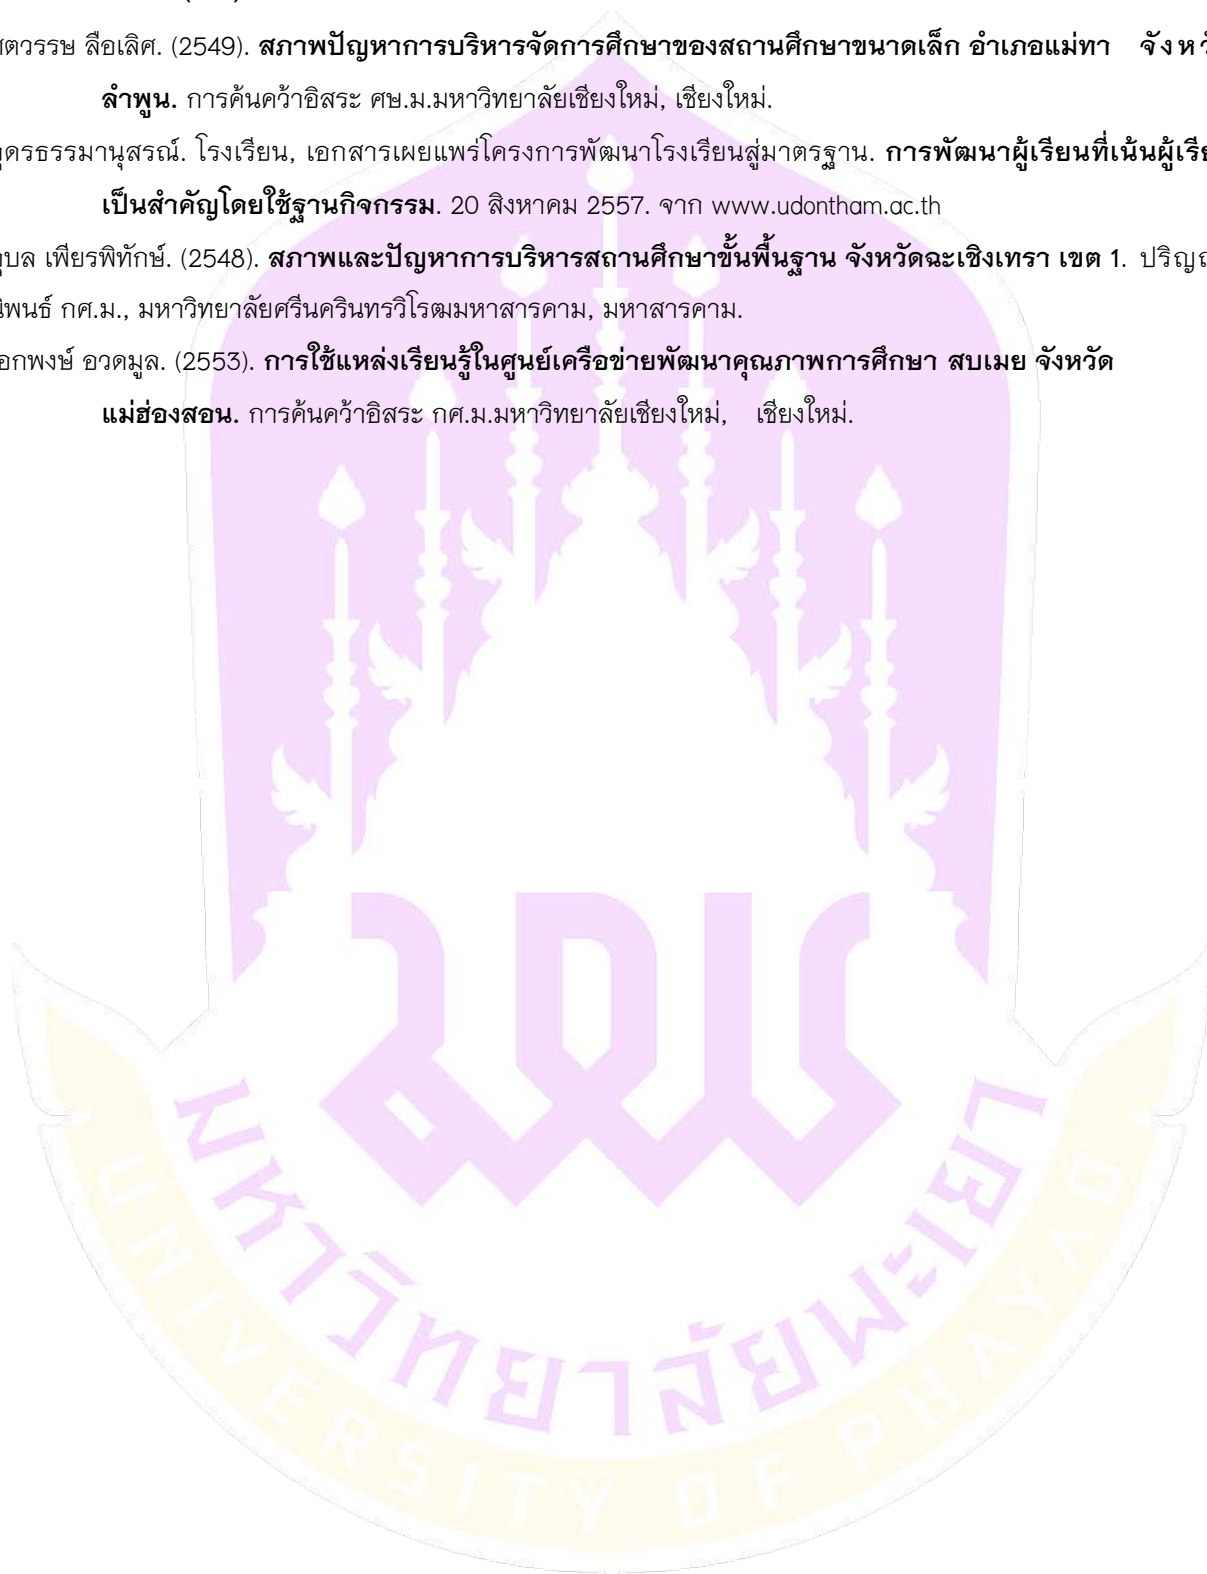 ศตวรรษ ลือเลิศ. (2549). สภาพปัญหาการบริหารจัดการศึกษาของสถานศึกษาขนาดเล็ก อำเภอแม่ทา จังหวั
ลำพูน. การค้นคว้าอิสระ ศษ.ม.มหาวิทยาลัยเชียงใหม่, เชียงใหม่.
อุดรธรรมานุสรณ์. โรงเรียน, เอกสารเผยแพร่โครงการพัฒนาโรงเรียนสู่มาตรฐาน. การพัฒนาผู้เรียนที่เน้นผู้เรีย
เป็นสำคัญโดยใช้ฐานกิจกรรม. 20 สิงหาคม 2557. จาก www.udontham.ac.th
อุบล เพียรพิทักษ์. (2548). สภาพและปัญหาการบริหารสถานศึกษาขั้นพื้นฐาน จังหวัดฉะเชิงเทรา เขต 1. ปริญญ
นิพนธ์ กศ.ม., มหาวิทยาลัยศรีนครินทรวิโรฒมหาสารคาม, มหาสารคาม.
อกพงษ์ อวดมูล. (2553). การใช้แหล่งเรียนรู้ในศูนย์เครือข่ายพัฒนาคุณภาพการศึกษา สบเมย จังหวัด
แม่ฮ่องสอน. การค้นคว้าอิสระ กศ.ม.มหาวิทยาลัยเชียงใหม่, เชียงใหม่.
มหาวิทยาลัยพะเยา
UNIVERSITY OF PHAYAO